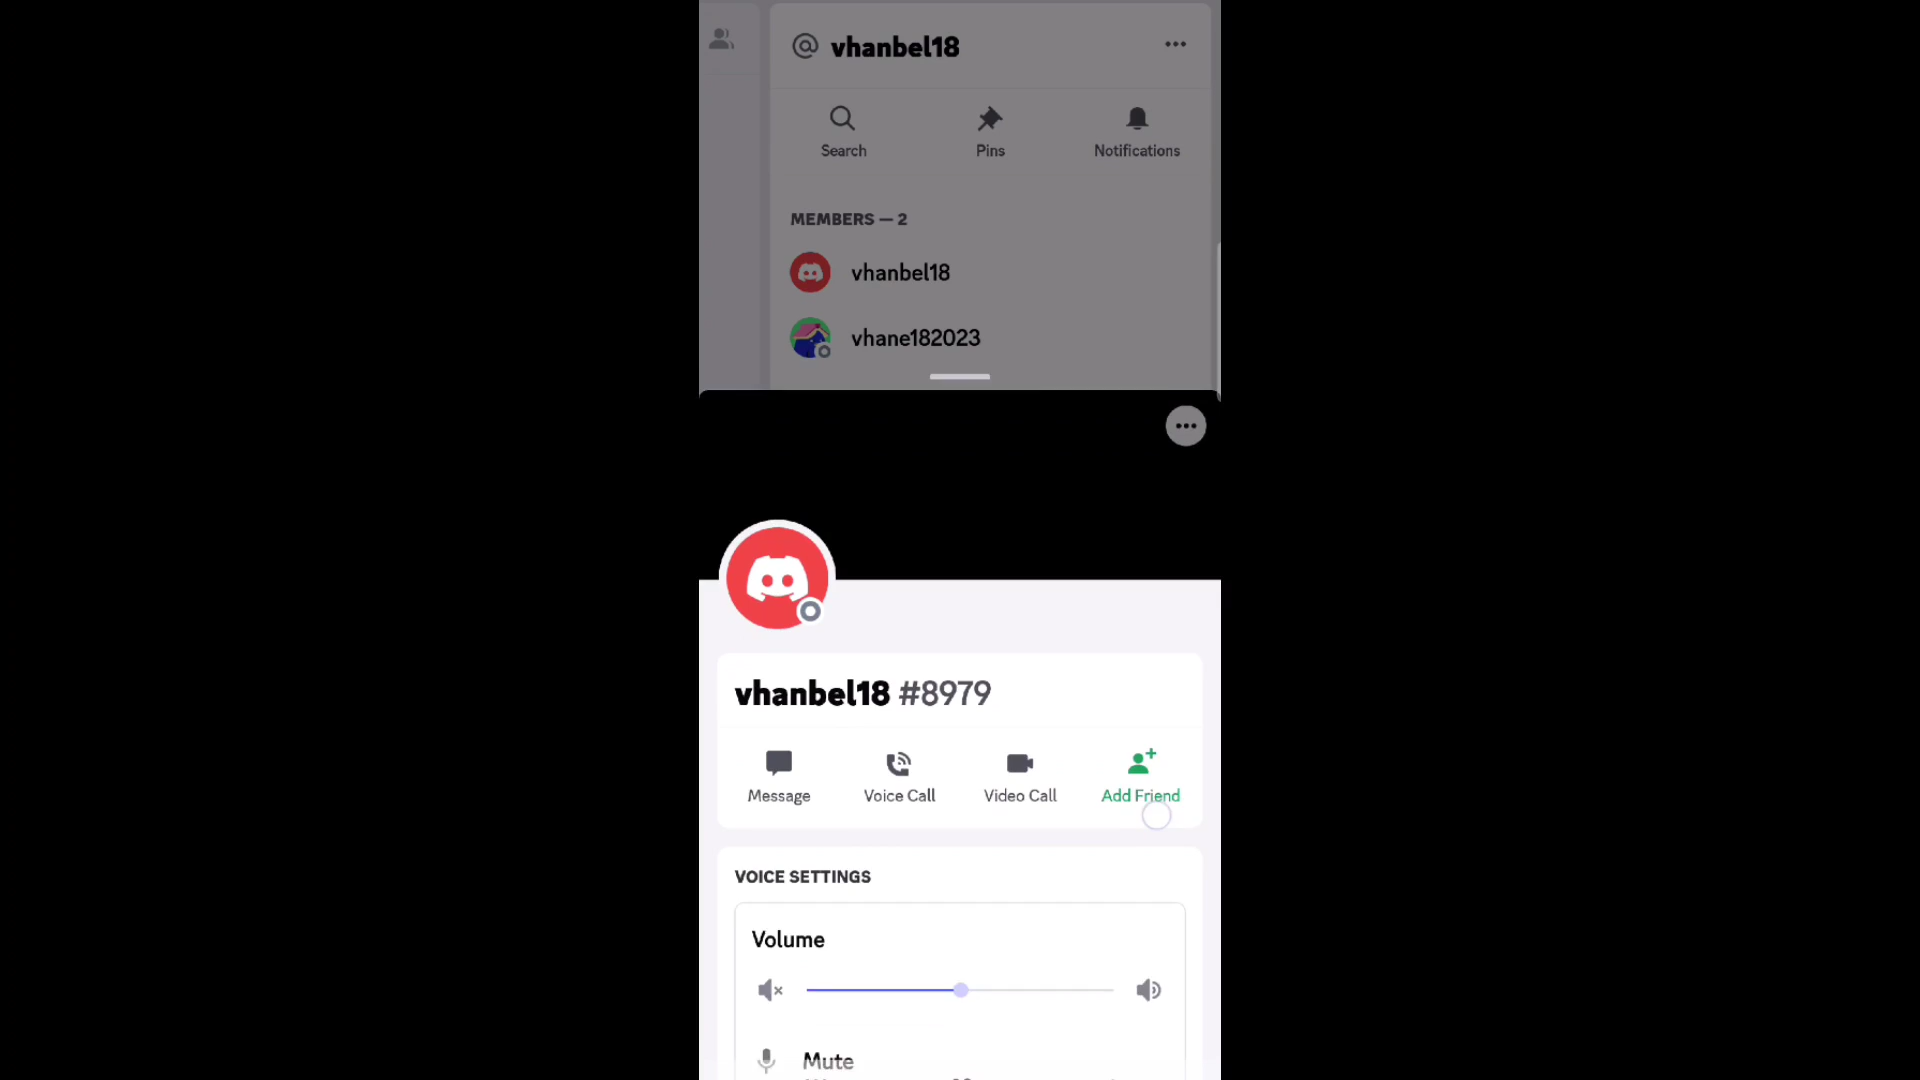 vhanbel18
Search
Pins
Notifications
MEMBERS — 2
vhanbel18
vhane182023
vhanbel18 #8979
Message
Voice Call
Video Call
Add Friend
VOICE SETTINGS
Volume
Mute